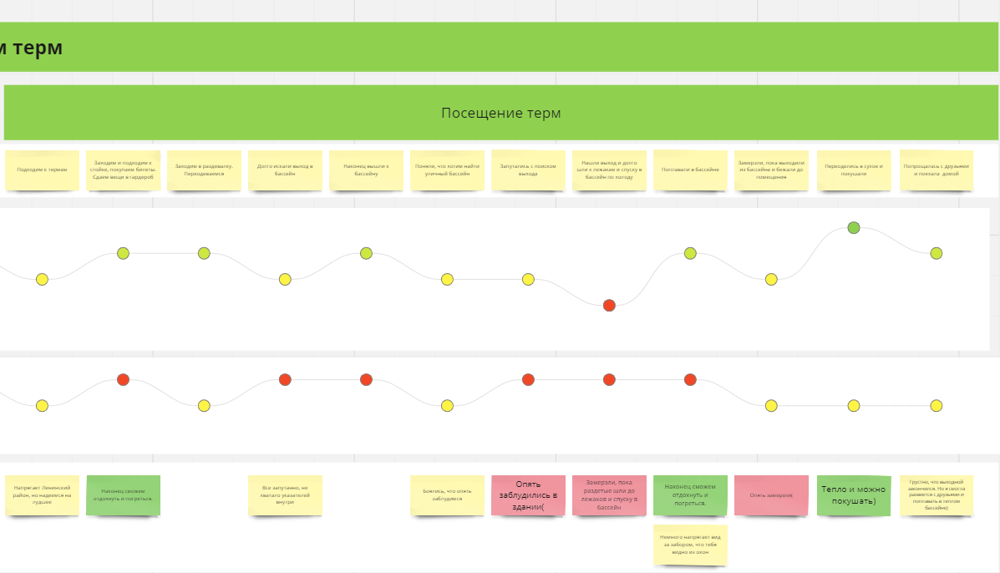 м терм
Посещение терм
Подходим к термам
Заходим и подходим к
стойке, покупаем билеты.
Сдаем вещи в гардероб
Заходим в раздевалку.
Переодеваемся
Долго искали выход в
бассейн
Наконец вышли к
бассейну
Поняли, что хотим найти
уличный бассейн
Запутались с поиском
выхода
Нашли выход и долго
шли к лежакам и спуску в
бассейн по холоду
Поплавали в бассейне
Замерзли, пока выходили
из бассейна и бежали до
помещения
Переоделись в сухое и
покушали
Попрощалась с друзьями
и поехала домой
Напрягает Ленинский
район, но надеемся на
лудшее
Наконец сможем
отдохнуть и погреться.
Все запутанно, не
хватало указателей
внутри
Боялись, что опять
заблудимся
Опять
заблудились в
здании(
Замерзли, пока
раздетые шли до
лежаков и спуску в
бассейн
Наконец сможем
отдохнуть и
погреться.
Опять замерзли(
Тепло и можно
покушать)
Грустно, что выходной
закончился. Но я смогла
развеятся с друзьями и
поплавать в теплом
бассейне)
Немного напрягает вид
за забором, что тебя
видно из окон